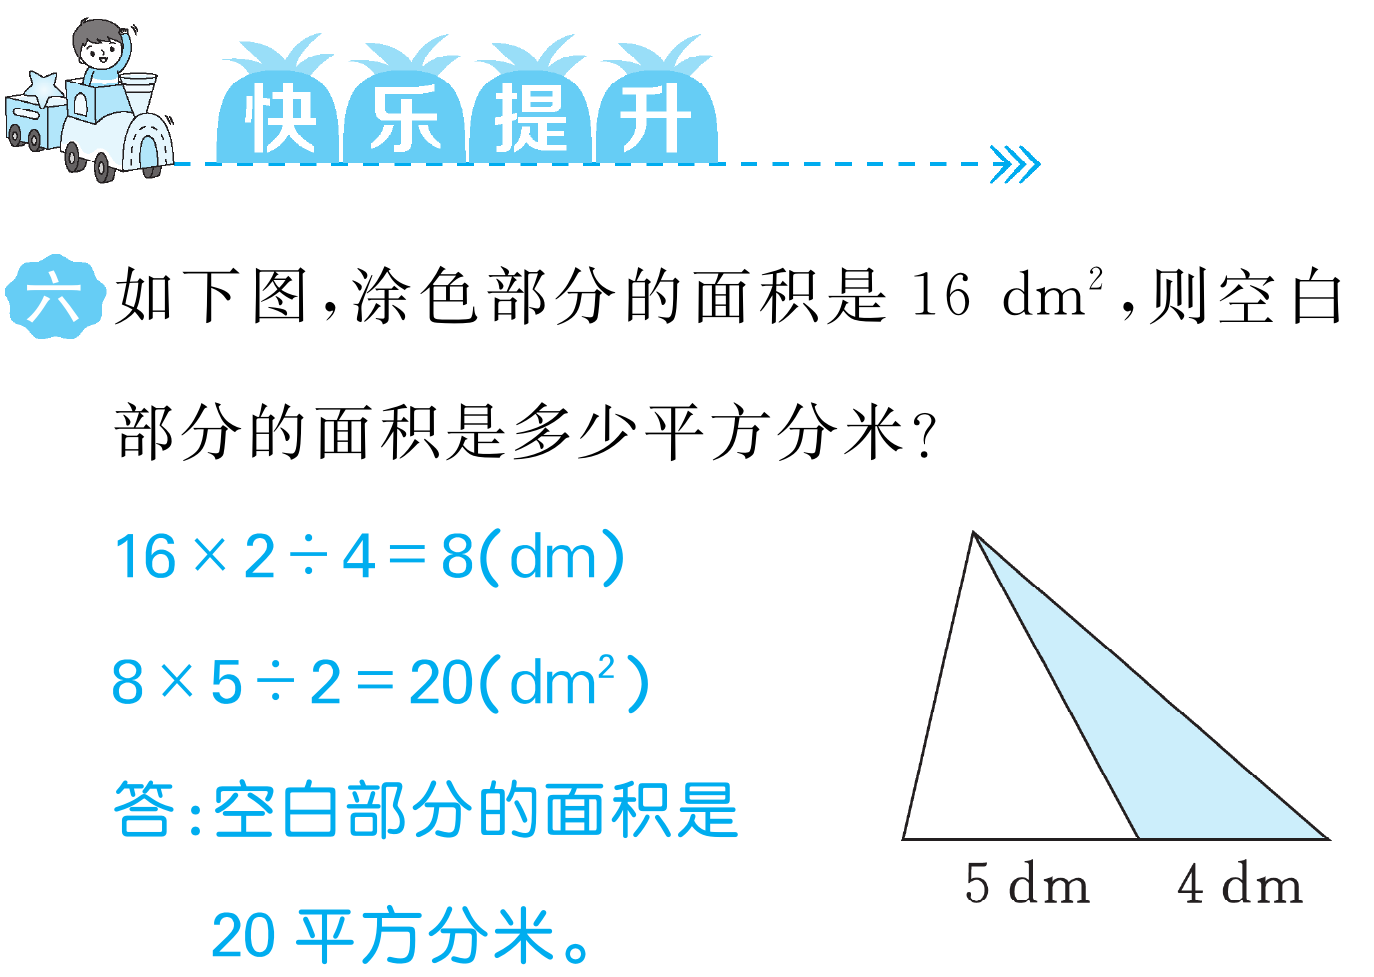 快乐提升
六 如下图,涂色部分的面积是 16 dm²,则空白
部分的面积是多少平方分米?
16×2÷4=8(dm)
8×5÷2=20(dm²)
答:空白部分的面积是
20 平方分米。
5 dm 4 dm